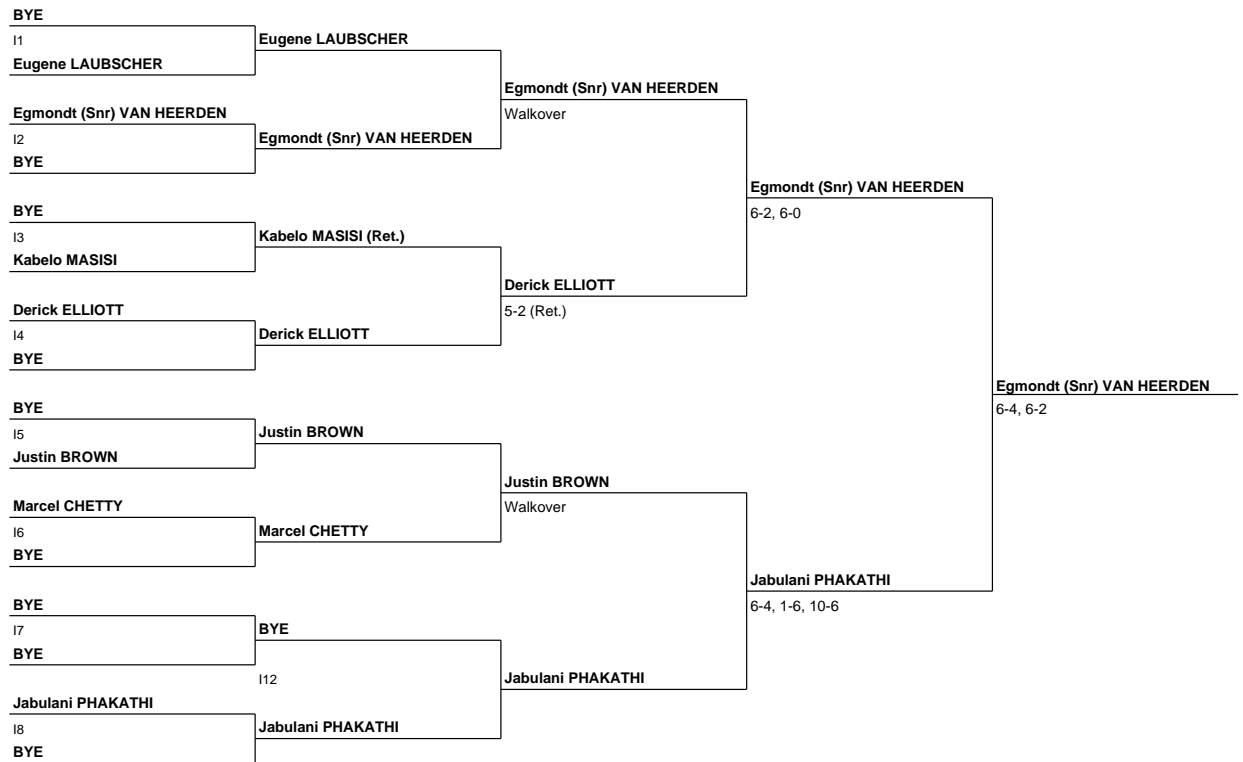 BYE
I1
Eugene LAUBSCHER
Eugene LAUBSCHER
Egmondt (Snr) VAN HEERDEN
Walkover
Egmondt (Snr) VAN HEERDEN
I2
Egmondt (Snr) VAN HEERDEN
BYE
Egmondt (Snr) VAN HEERDEN
6-2, 6-0
BYE
I3
Kabelo MASISI (Ret.)
Kabelo MASISI
Derick ELLIOTT
5-2 (Ret.)
Derick ELLIOTT
I4
Derick ELLIOTT
BYE
Egmondt (Snr) VAN HEERDEN
6-4, 6-2
BYE
I5
Justin BROWN
Justin BROWN
Justin BROWN
Walkover
Marcel CHETTY
I6
Marcel CHETTY
BYE
Jabulani PHAKATHI
6-4, 1-6, 10-6
BYE
I7
BYE
BYE
I12
Jabulani PHAKATHI
Jabulani PHAKATHI
I8
Jabulani PHAKATHI
BYE